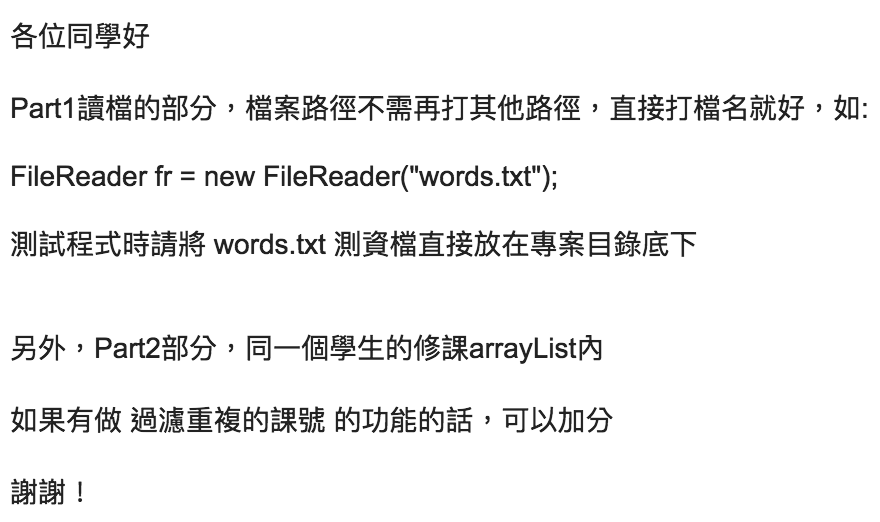 各位同學好
Part1讀檔的部分，檔案路徑不需再打其他路徑，直接打檔名就好，如:
FileReader fr = new FileReader("words.txt");
測試程式時請將 words.txt 測資檔直接放在專案目錄底下
另外，Part2部分，同一個學生的修課arrayList內
如果有做 過濾重複的課號 的功能的話，可以加分
謝謝！